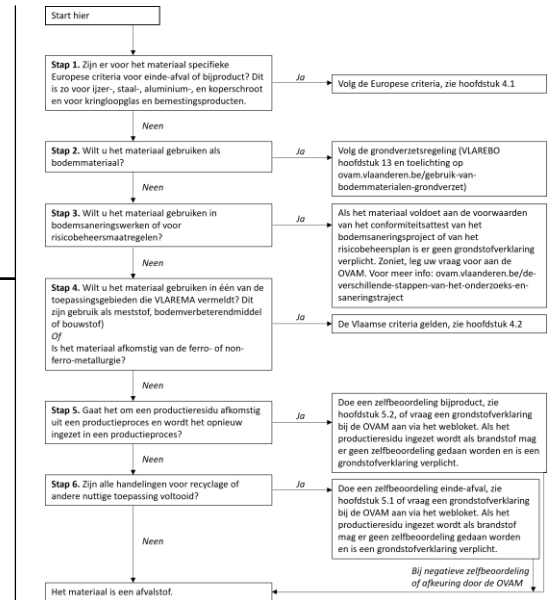 Start hier
Stap 1. Zijn er voor het materiaal specifieke
Europese criteria voor einde-afval of bijproduct? Dit
is zo voor ijzer-, staal-, aluminium-, en koperschroot
en voor kringloopglas en bemestingsproducten.
Ja
Volg de Europese criteria, zie hoofdstuk 4.1
Neen
Stap 2. Wilt u het materiaal gebruiken als
bodemmateriaal?
Ja
Volg de grondverzetsregeling (VLAREBO
hoofdstuk 13 en toelichting op
ovam.vlaanderen.be/gebruik-van-
bodemmaterialen-grondverzet)
Neen
Stap 3. Wilt u het materiaal gebruiken in
bodemsaneringswerken of voor
risicobeheersmaatregelen?
Ja
Als het materiaal voldoet aan de voorwaarden
van het conformiteitsattest van het
bodemsaneringsproject of van het
risicobeheersplan is er geen grondstofverklaring
verplicht. Zoniet, leg uw vraag voor aan de
OVAM. Voor meer info: ovam.vlaanderen.be/de-
verschillende-stappen-van-het-onderzoeks-en-
saneringstraject
Neen
Stap 4. Wilt u het materiaal gebruiken in één van de
toepassingsgebieden die VLAREMA vermeldt? Dit
zijn gebruik als meststof, bodemverbeterendmiddel
of bouwstof)
Of
Is het materiaal afkomstig van de ferro- of non-
ferro-metallurgie?
Ja
De Vlaamse criteria gelden, zie hoofdstuk 4.2
Neen
Stap 5. Gaat het om een productieresidu afkomstig
uit een productieproces en wordt het opnieuw
ingezet in een productieproces?
Ja
Doe een zelfbeoordeling bijproduct, zie
hoofdstuk 5.2, of vraag een grondstofverklaring
bij de OVAM aan via het webloket. Als het
productieresidu ingezet wordt als brandstof mag
er geen zelfbeoordeling gedaan worden en is een
grondstofverklaring verplicht.
Neen
Stap 6. Zijn alle handelingen voor recyclage of
andere nuttige toepassing voltooid?
Ja
Doe een zelfbeoordeling einde-afval, zie
hoofdstuk 5.1 of vraag een grondstofverklaring
bij de OVAM aan via het webloket. Als het
productieresidu ingezet wordt als brandstof
mag er geen zelfbeoordeling gedaan worden
en is een grondstofverklaring verplicht.
Neen
Bij negatieve zelfbeoordeling
of afkeuring door de OVAM
Het materiaal is een afvalstof.